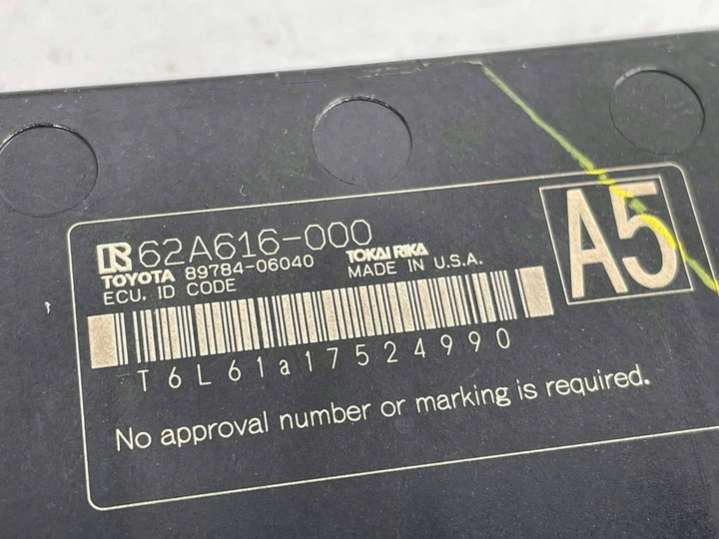 62A616-000
TOYOTA 89784-06040 TOKAI RIKA
ECU. ID CODE MADE IN U.S.A.
A5
T6L61a17524990
No approval number or marking is required.